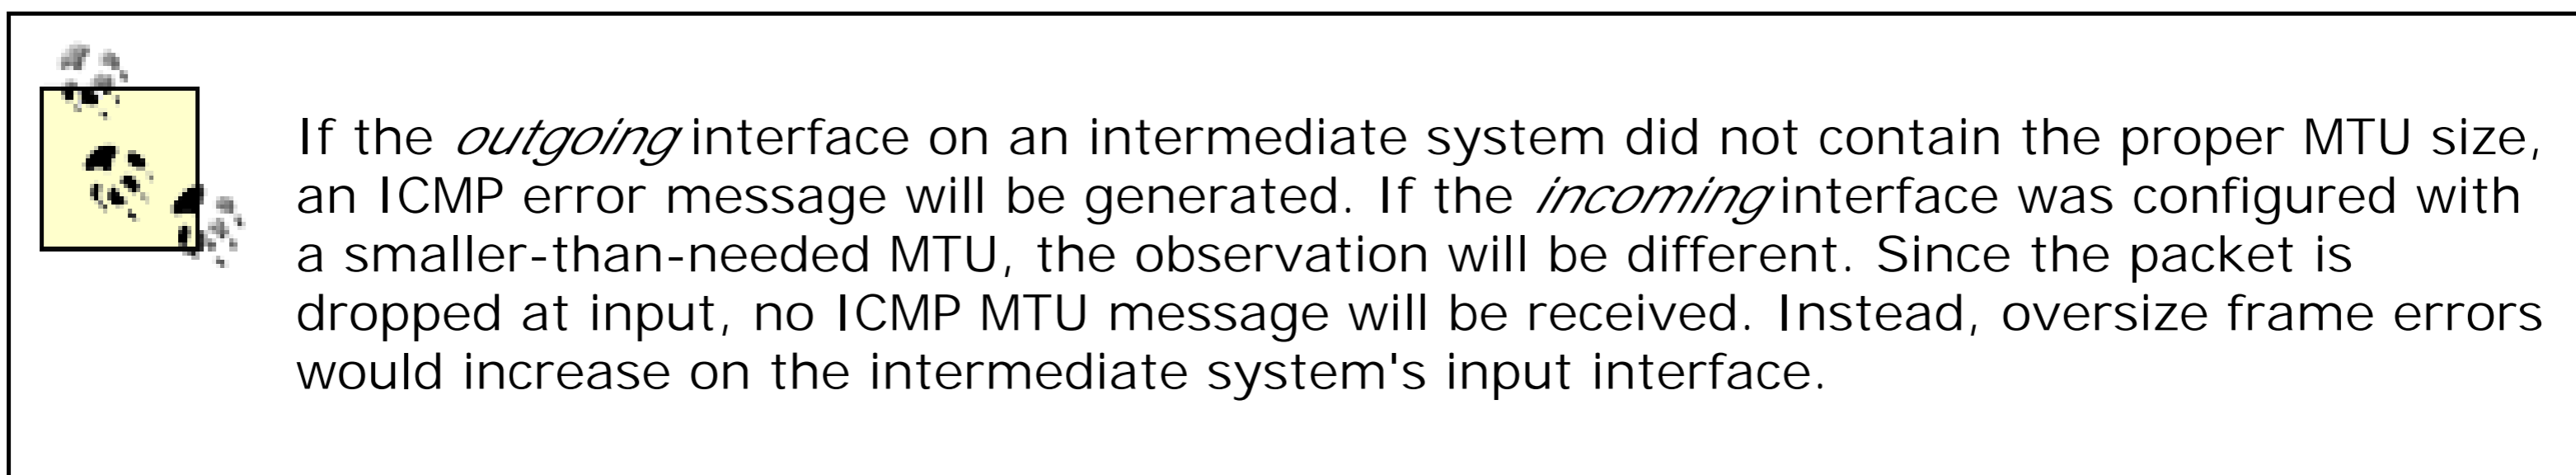 If the outgoing interface on an intermediate system did not contain the proper MTU size,
an ICMP error message will be generated. If the incoming interface was configured with
a smaller-than-needed MTU, the observation will be different. Since the packet is
dropped at input, no ICMP MTU message will be received. Instead, oversize frame errors
would increase on the intermediate system's input interface.